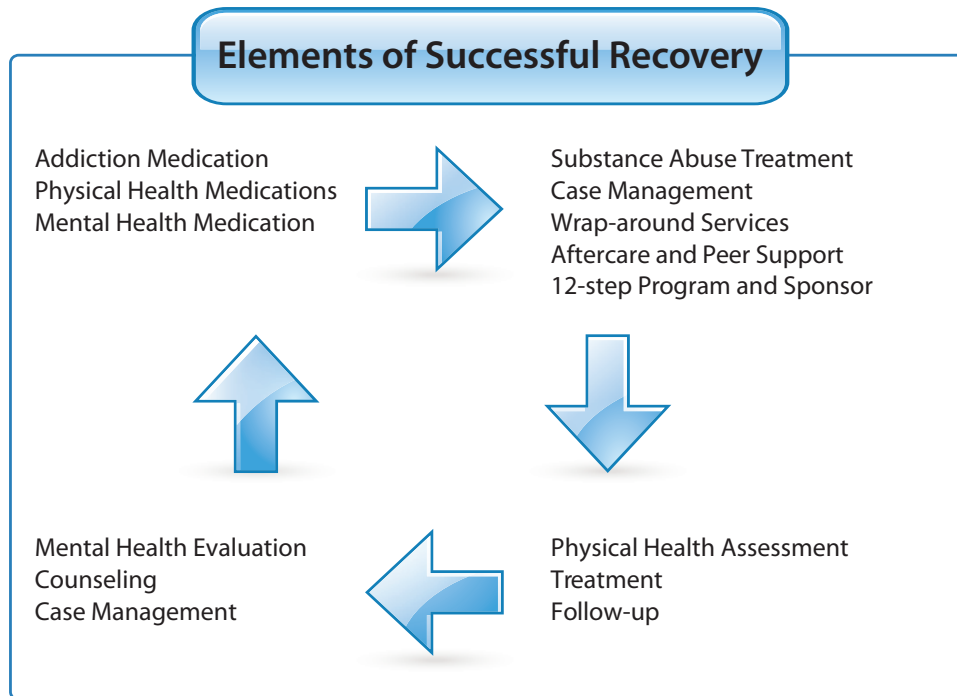 Elements of Successful Recovery
Addiction Medication
Physical Health Medications
Mental Health Medication
Substance Abuse Treatment
Case Management
Wrap-around Services
Aftercare and Peer Support
12-step Program and Sponsor
Mental Health Evaluation
Counseling
Case Management
Physical Health Assessment
Treatment
Follow-up